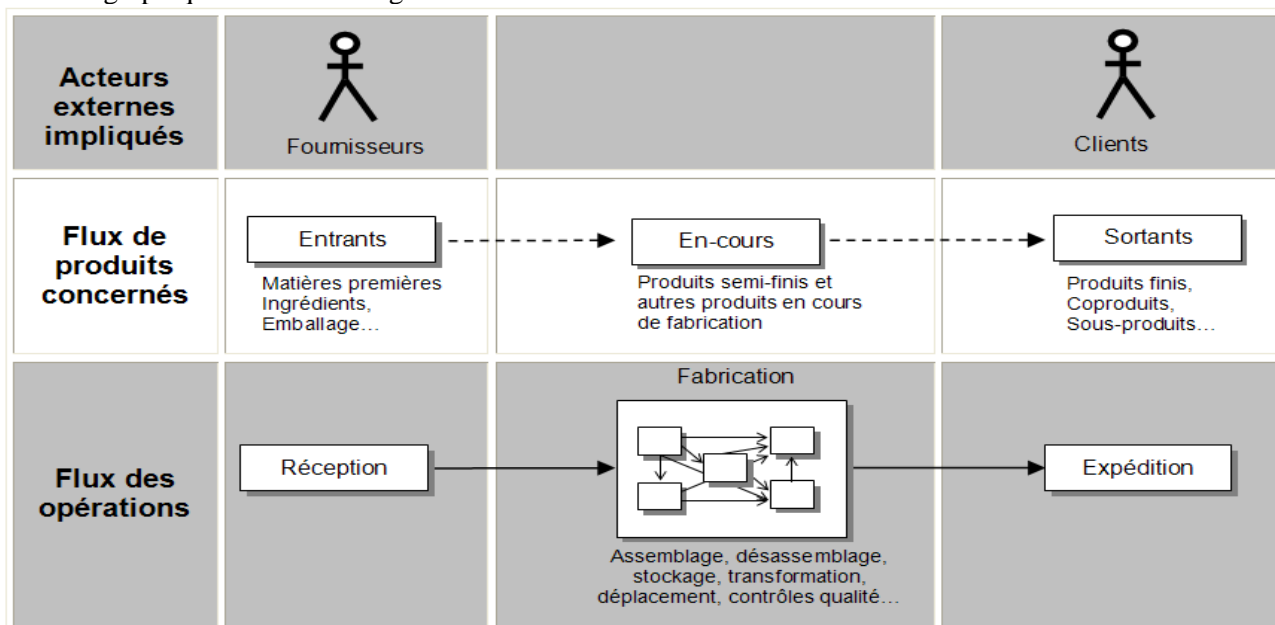 Acteurs
externes
impliqués
Fournisseurs
Clients
Flux de
produits
concernés
Entrants
Matières premières
Ingrédients,
Emballage…
En-cours
Produits semi-finis et
autres produits en cours
de fabrication
Sortants
Produits finis,
Coproduits,
Sous-produits…
Flux des
opérations
Réception
Fabrication
Assemblage, désassemblage,
stockage, transformation,
déplacement, contrôles qualité…
Expédition